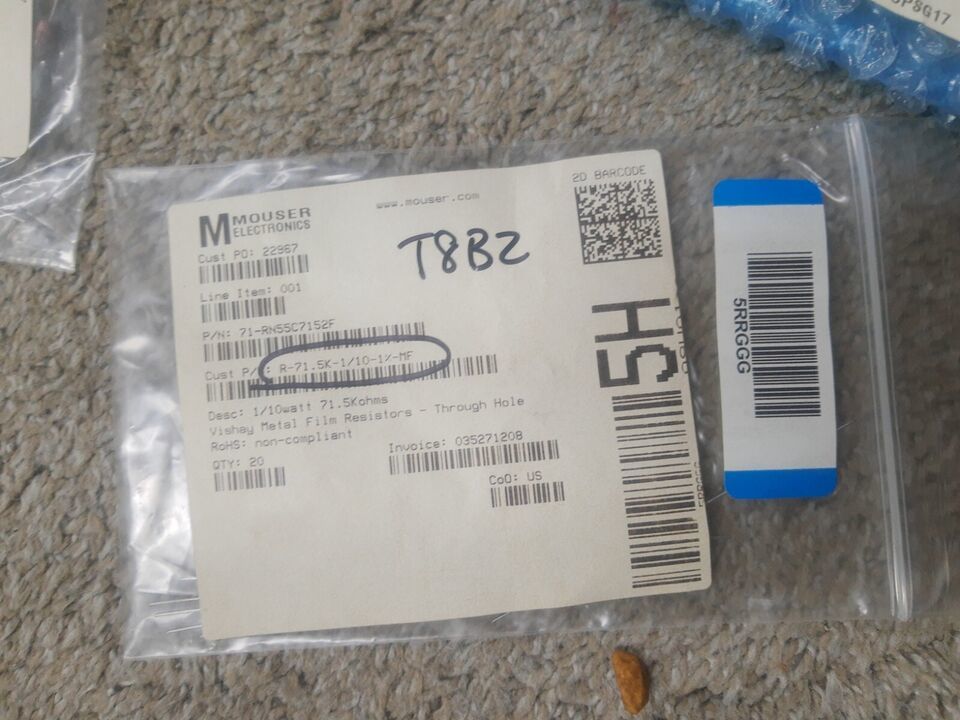 MOUSER
ELECTRONICS
www.mouser.com
2D BARCODE
T8B2
Cust PO: 22967
Line Item: 001
P/N: 71-RN55C7152F
Cust P/N: R-71.5K-1/10-1%-MF
Desc: 1/10watt 71.5Kohms
Vishay Metal Film Resistors - Through Hole
RoHS: non-compliant
Invoice: 035271208
QTY: 20
CoO: US
5H
5RRGGG